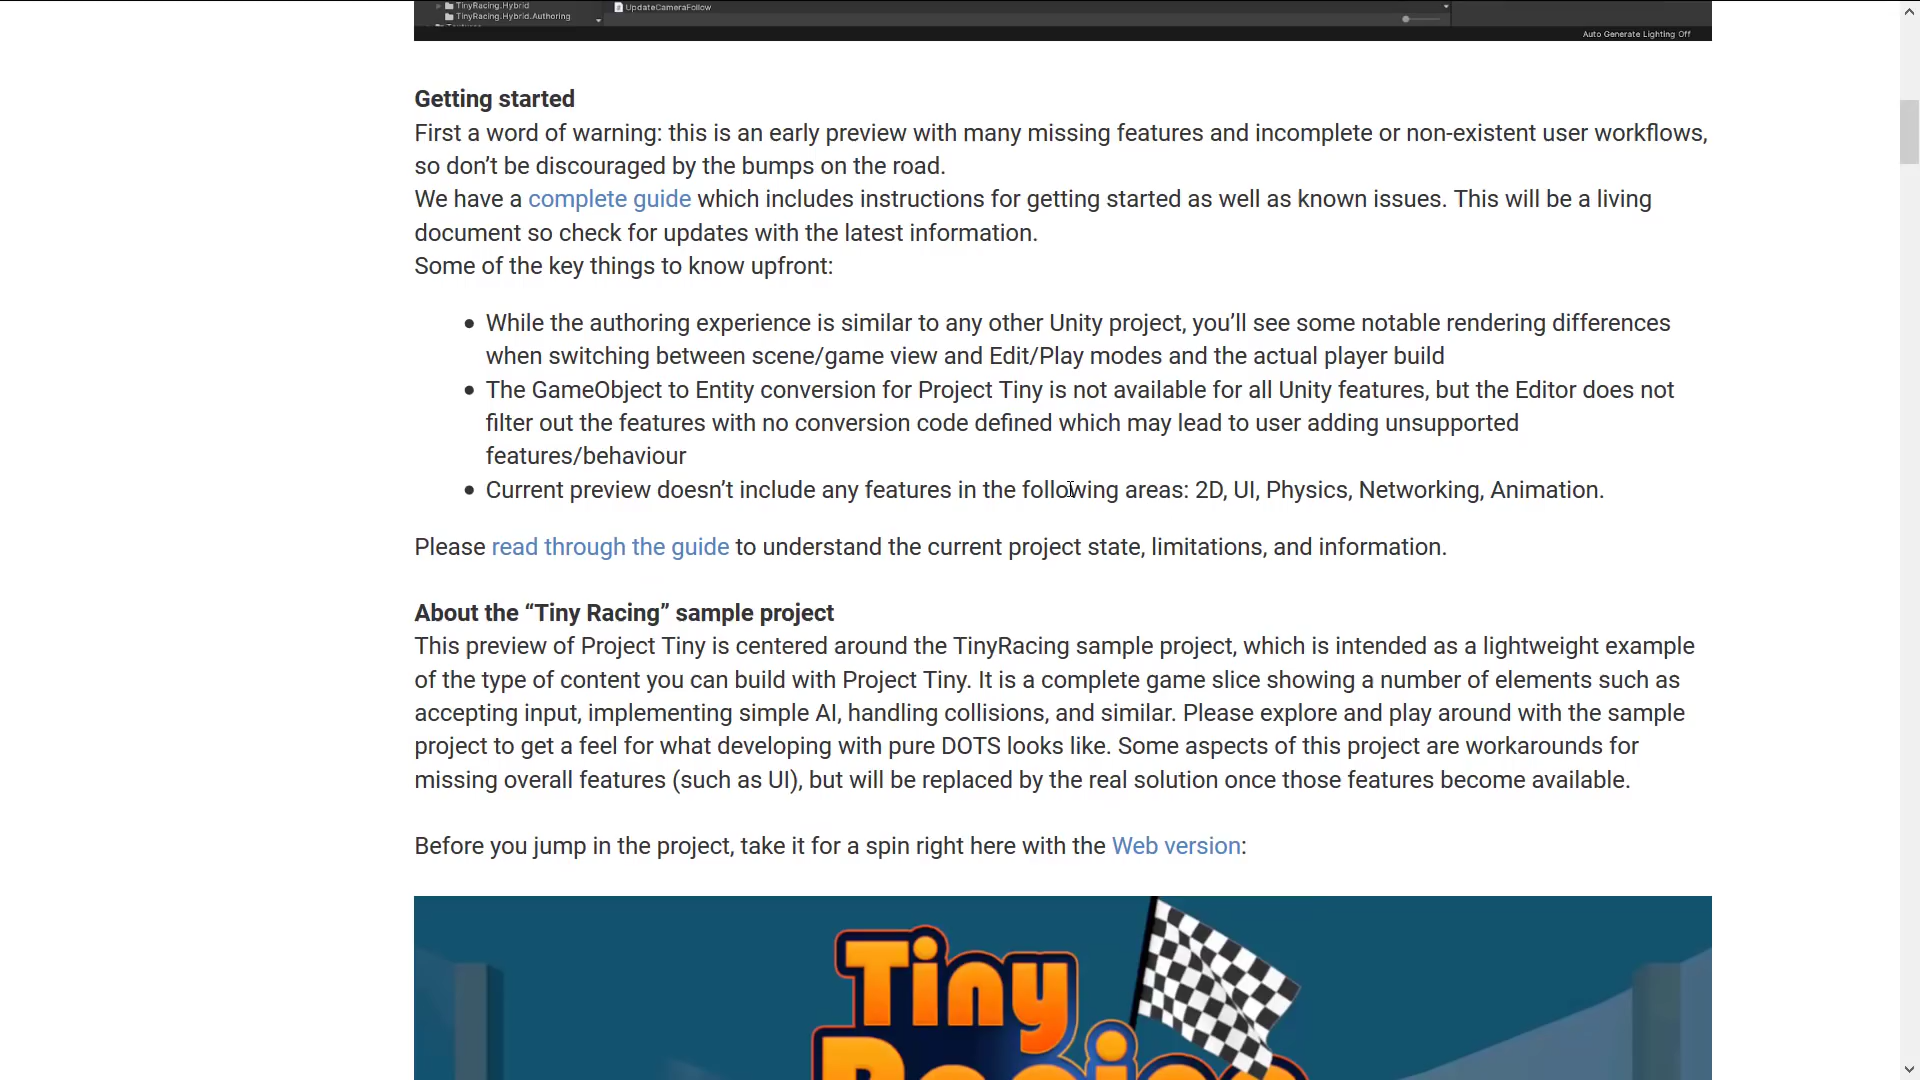 TinyRacing.Hybrid
TinyRacing.Hybrid.Authoring
UpdateCameraFollow
Auto Generate Lighting Off
Getting started
First a word of warning: this is an early preview with many missing features and incomplete or non-existent user workflows,
so don’t be discouraged by the bumps on the road.
We have a complete guide which includes instructions for getting started as well as known issues. This will be a living
document so check for updates with the latest information.
Some of the key things to know upfront:
• While the authoring experience is similar to any other Unity project, you’ll see some notable rendering differences
when switching between scene/game view and Edit/Play modes and the actual player build
• The GameObject to Entity conversion for Project Tiny is not available for all Unity features, but the Editor does not
filter out the features with no conversion code defined which may lead to user adding unsupported
features/behaviour
• Current preview doesn’t include any features in the following areas: 2D, UI, Physics, Networking, Animation.
Please read through the guide to understand the current project state, limitations, and information.
About the “Tiny Racing” sample project
This preview of Project Tiny is centered around the TinyRacing sample project, which is intended as a lightweight example
of the type of content you can build with Project Tiny. It is a complete game slice showing a number of elements such as
accepting input, implementing simple AI, handling collisions, and similar. Please explore and play around with the sample
project to get a feel for what developing with pure DOTS looks like. Some aspects of this project are workarounds for
missing overall features (such as UI), but will be replaced by the real solution once those features become available.
Before you jump in the project, take it for a spin right here with the Web version:
Tiny
Racing